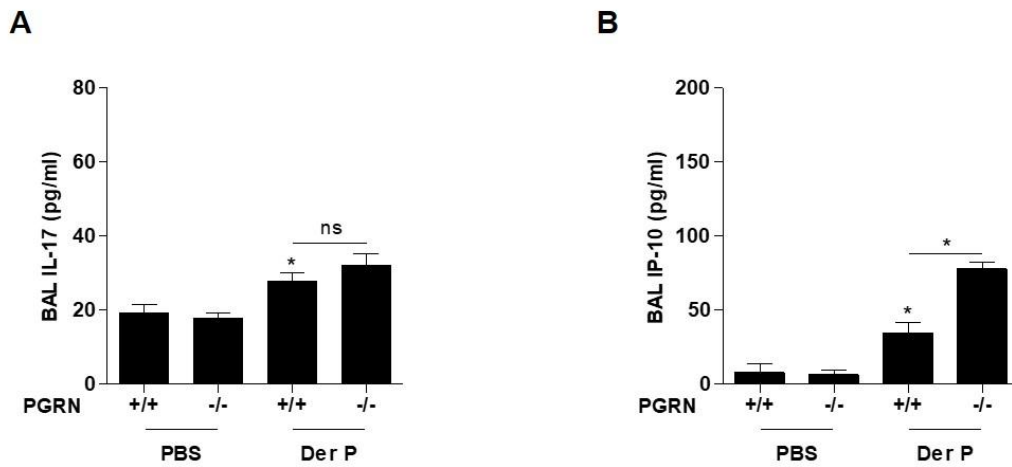 A
BAL IL-17 (pg/ml)
80
60
40
20
0
*
ns
PGRN +/+ -/- +/+ -/-
PBS Der P
B
BAL IP-10 (pg/ml)
200
150
100
50
0
*
*
+/+ -/- +/+ -/-
PBS Der P